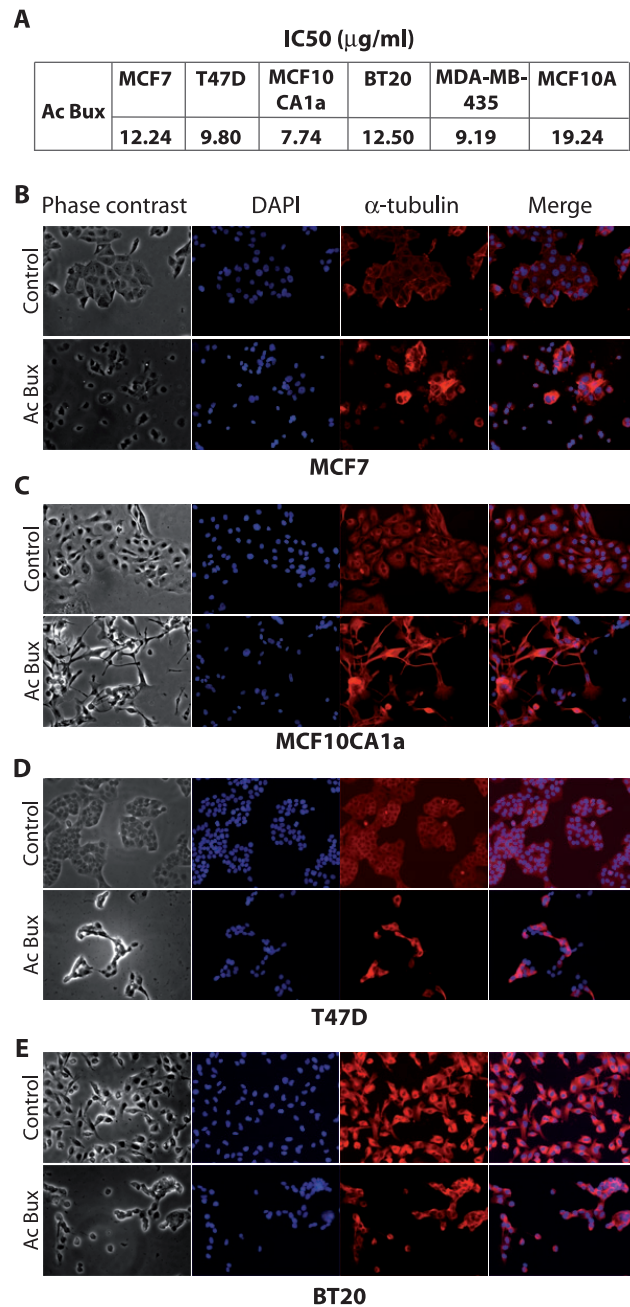 A
IC50 (μg/ml)
Ac Bux
MCF7 T47D MCF10 CA1a BT20 MDA-MB-435 MCF10A
12.24 9.80 7.74 12.50 9.19 19.24
B
Phase contrast DAPI α-tubulin Merge
Control
Ac Bux
MCF7
C
Control
Ac Bux
MCF10CA1a
D
Control
Ac Bux
T47D
E
Control
Ac Bux
BT20